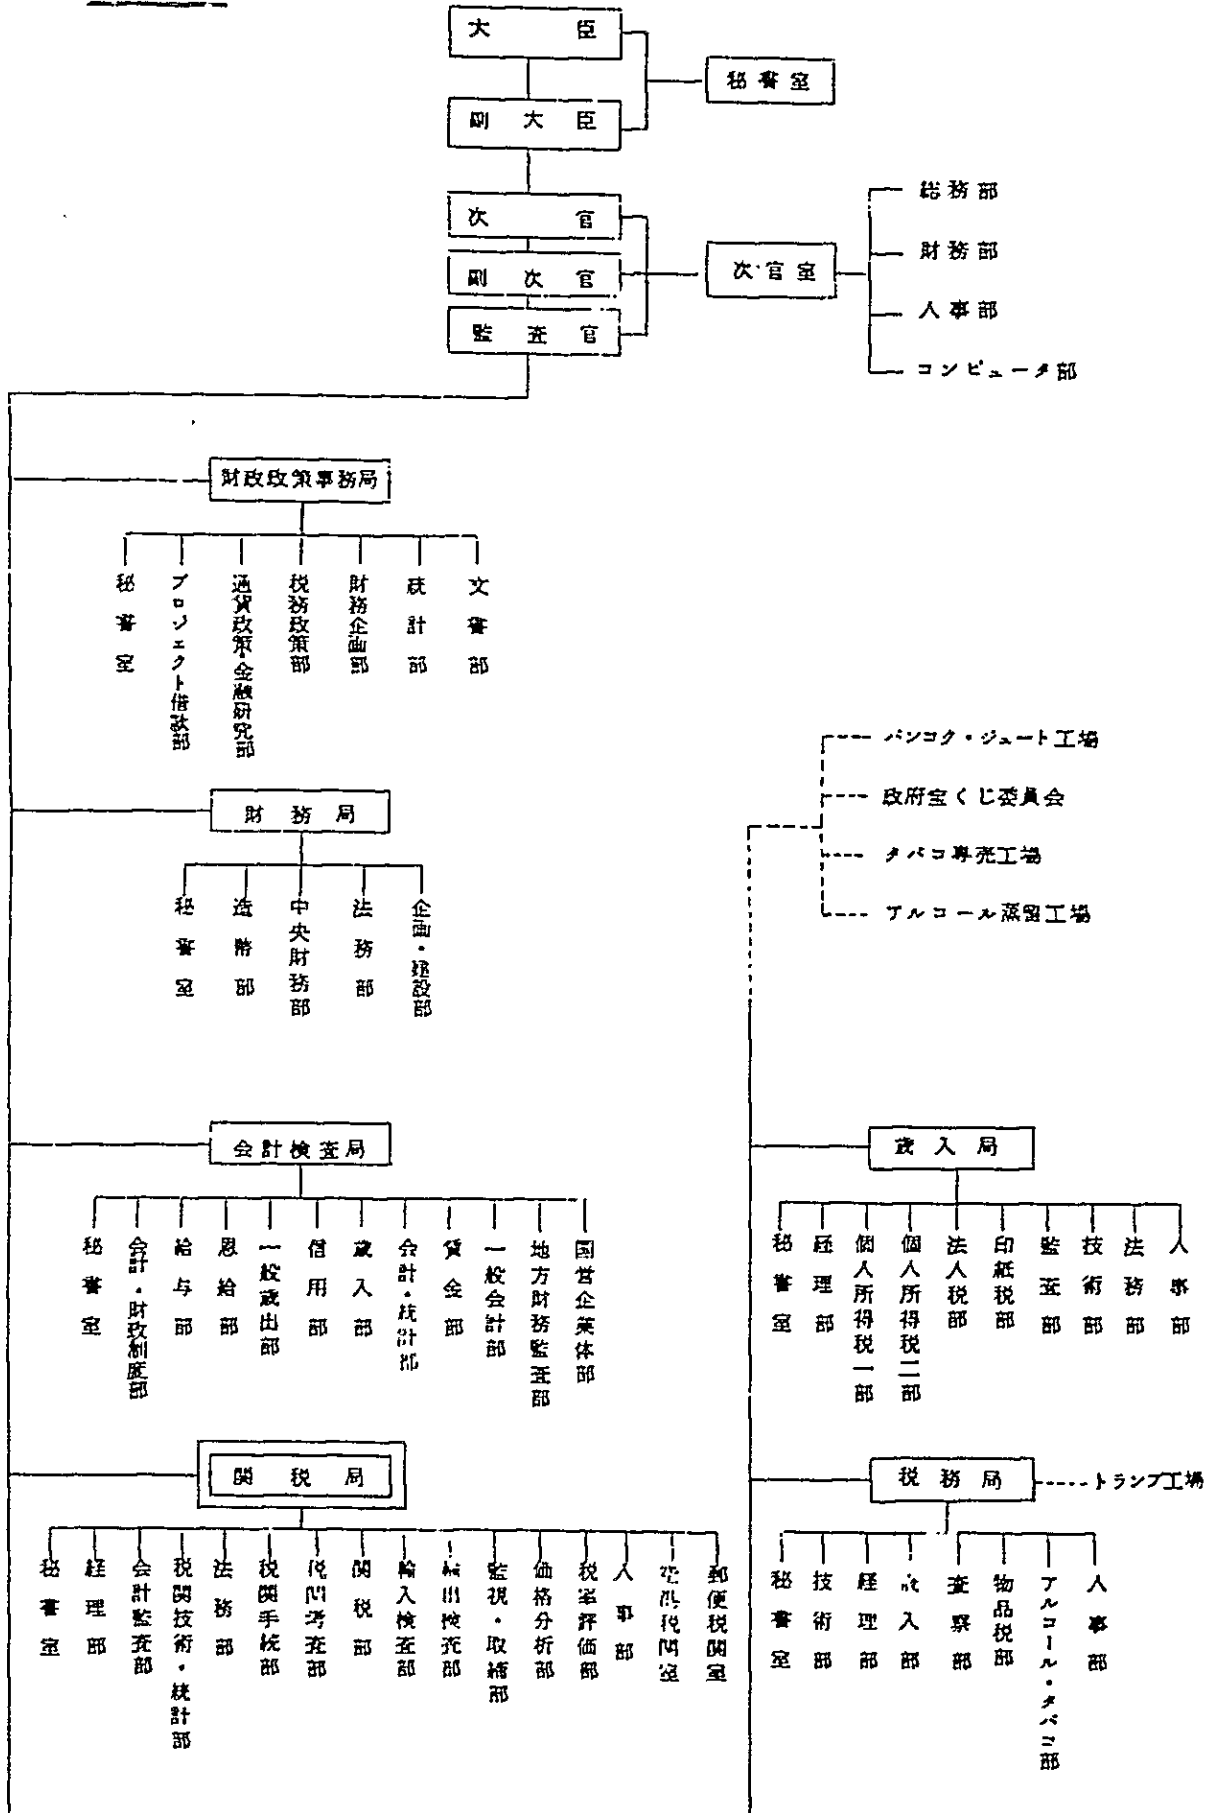 大臣
秘書室
副大臣
次官
副次官
監査官
次官室
総務部
財務部
人事部
コンピュータ部
財政政策事務局
秘書室
プロジェクト借款部
通貨政策・金融研究部
税務政策部
財務企画部
統計部
文書部
財務局
秘書室
造幣部
中央財務部
法務部
企画・建設部
バンコク・ジュート工場
政府宝くじ委員会
タバコ専売工場
アルコール蒸留工場
会計検査局
秘書室
会計・財政制度部
給与部
恩給部
一般歳出部
信用部
歳入部
会計・統計部
賃金部
一般会計部
地方財務監査部
国営企業体部
歳入局
秘書室
経理部
個人所得税一部
個人所得税二部
法人税部
印紙税部
監査部
技術部
法務部
人事部
関税局
秘書室
経理部
会計監査部
税関技術・統計部
法務部
税関手続部
税関考査部
関税部
輸入検査部
輸出検査部
監視・取締部
価格分析部
税率評価部
人事部
税関室
郵便税関室
税務局
トランプ工場
秘書室
技術部
経理部
歳入部
査察部
物品税部
アルコール・タバコ部
人事部